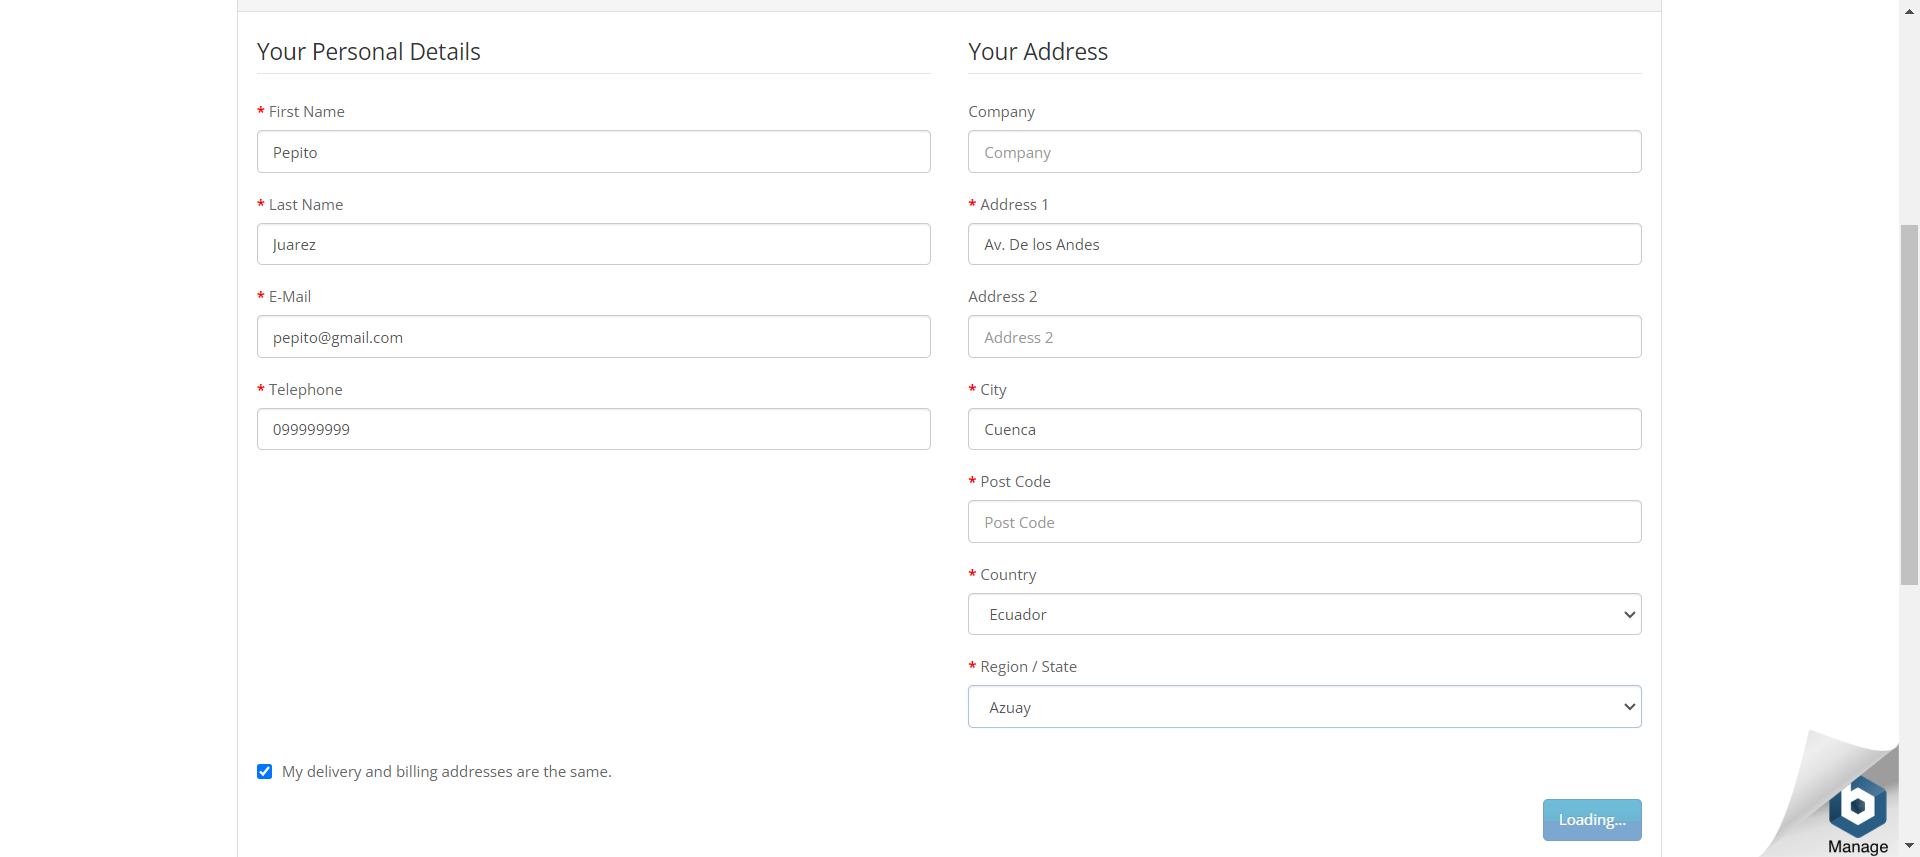 Your Personal Details
* First Name
Pepito
* Last Name
Juarez
* E-Mail
pepito@gmail.com
* Telephone
099999999
Your Address
Company
Company
* Address 1
Av. De los Andes
Address 2
Address 2
* City
Cuenca
* Post Code
Post Code
* Country
Ecuador
* Region / State
Azuay
My delivery and billing addresses are the same.
Loading...
Manage